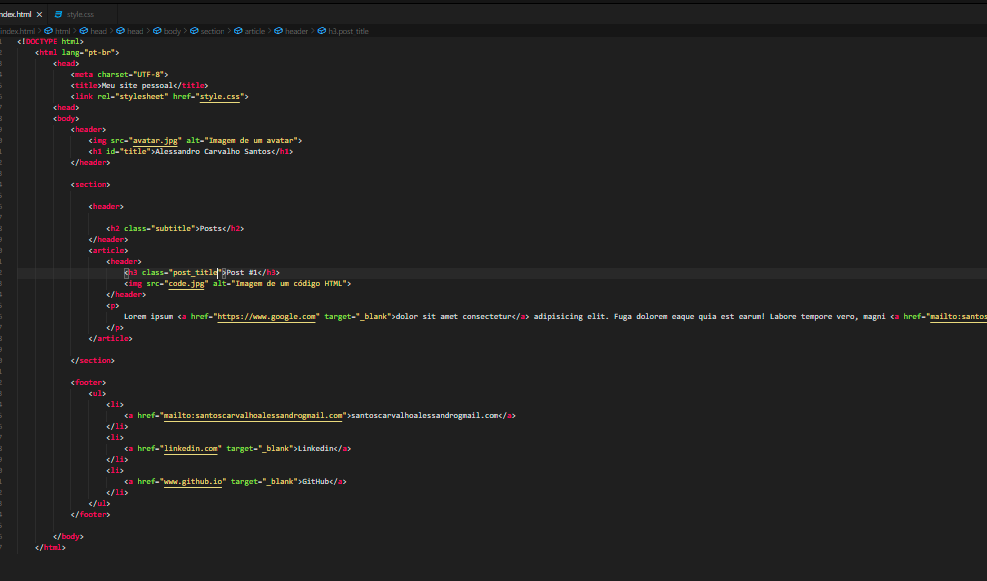 index.html × style.css
index.html > html > head > head > body > section > article > header > h3.post_title
<!DOCTYPE html>
<html lang="pt-br">
<head>
<meta charset="UTF-8">
<title>Meu site pessoal</title>
<link rel="stylesheet" href="style.css">
<head>
<body>
<header>
<img src="avatar.jpg" alt="Imagem de um avatar">
<h1 id="title">Alessandro Carvalho Santos</h1>
</header>
<section>
<header>
<h2 class="subtitle">Posts</h2>
</header>
<article>
<header>
<h3 class="post_title">Post #1</h3>
<img src="code.jpg" alt="Imagem de um código HTML">
</header>
<p>
Lorem ipsum <a href="https://www.google.com" target="_blank">dolor sit amet consectetur</a> adipisicing elit. Fuga dolorem eaque quia est earum! Labore tempore vero, magni <a href="mailto:santos
</p>
</article>
</section>
<footer>
<ul>
<li>
<a href="mailto:santoscarvalhoalessandrogmail.com">santoscarvalhoalessandrogmail.com</a>
</li>
<li>
<a href="linkedin.com" target="_blank">Linkedin</a>
</li>
<li>
<a href="www.github.io" target="_blank">GitHub</a>
</li>
</ul>
</footer>
</body>
</html>